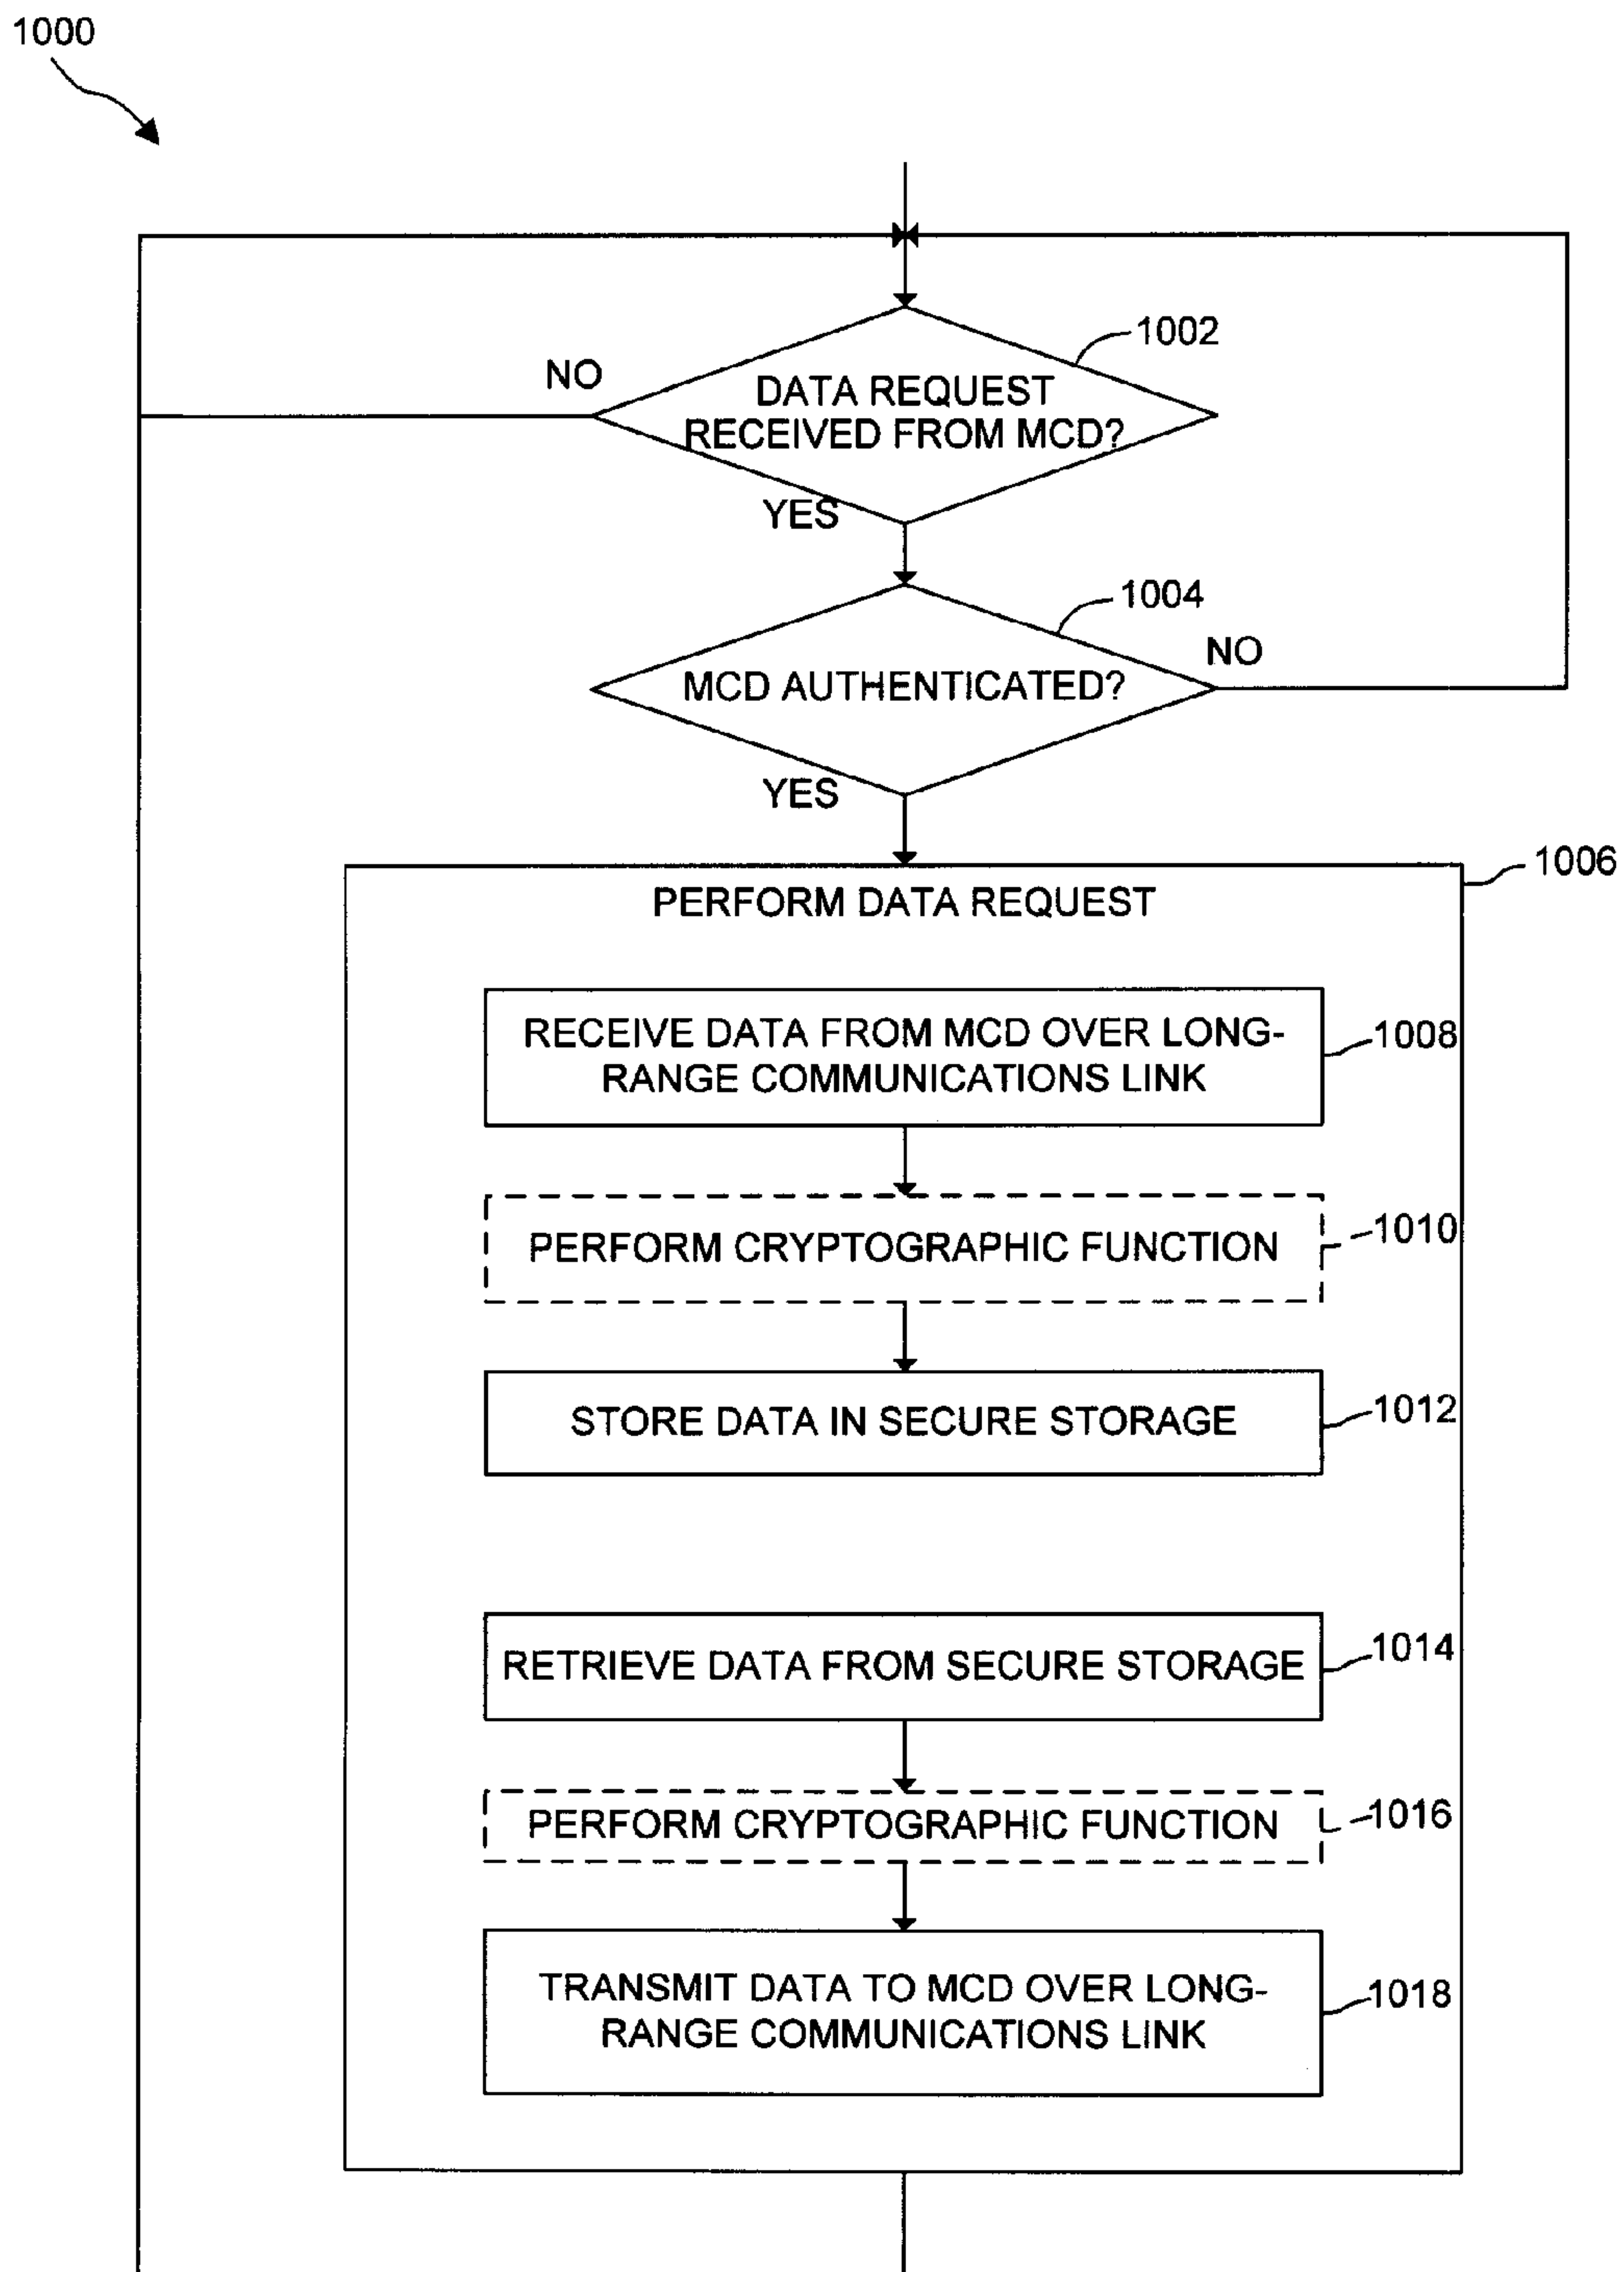 1000
1002
NO
DATA REQUEST
RECEIVED FROM MCD?
YES
1004
NO
MCD AUTHENTICATED?
YES
1006
PERFORM DATA REQUEST
RECEIVE DATA FROM MCD OVER LONG-
RANGE COMMUNICATIONS LINK
1008
PERFORM CRYPTOGRAPHIC FUNCTION
1010
STORE DATA IN SECURE STORAGE
1012
RETRIEVE DATA FROM SECURE STORAGE
1014
PERFORM CRYPTOGRAPHIC FUNCTION
1016
TRANSMIT DATA TO MCD OVER LONG-
RANGE COMMUNICATIONS LINK
1018